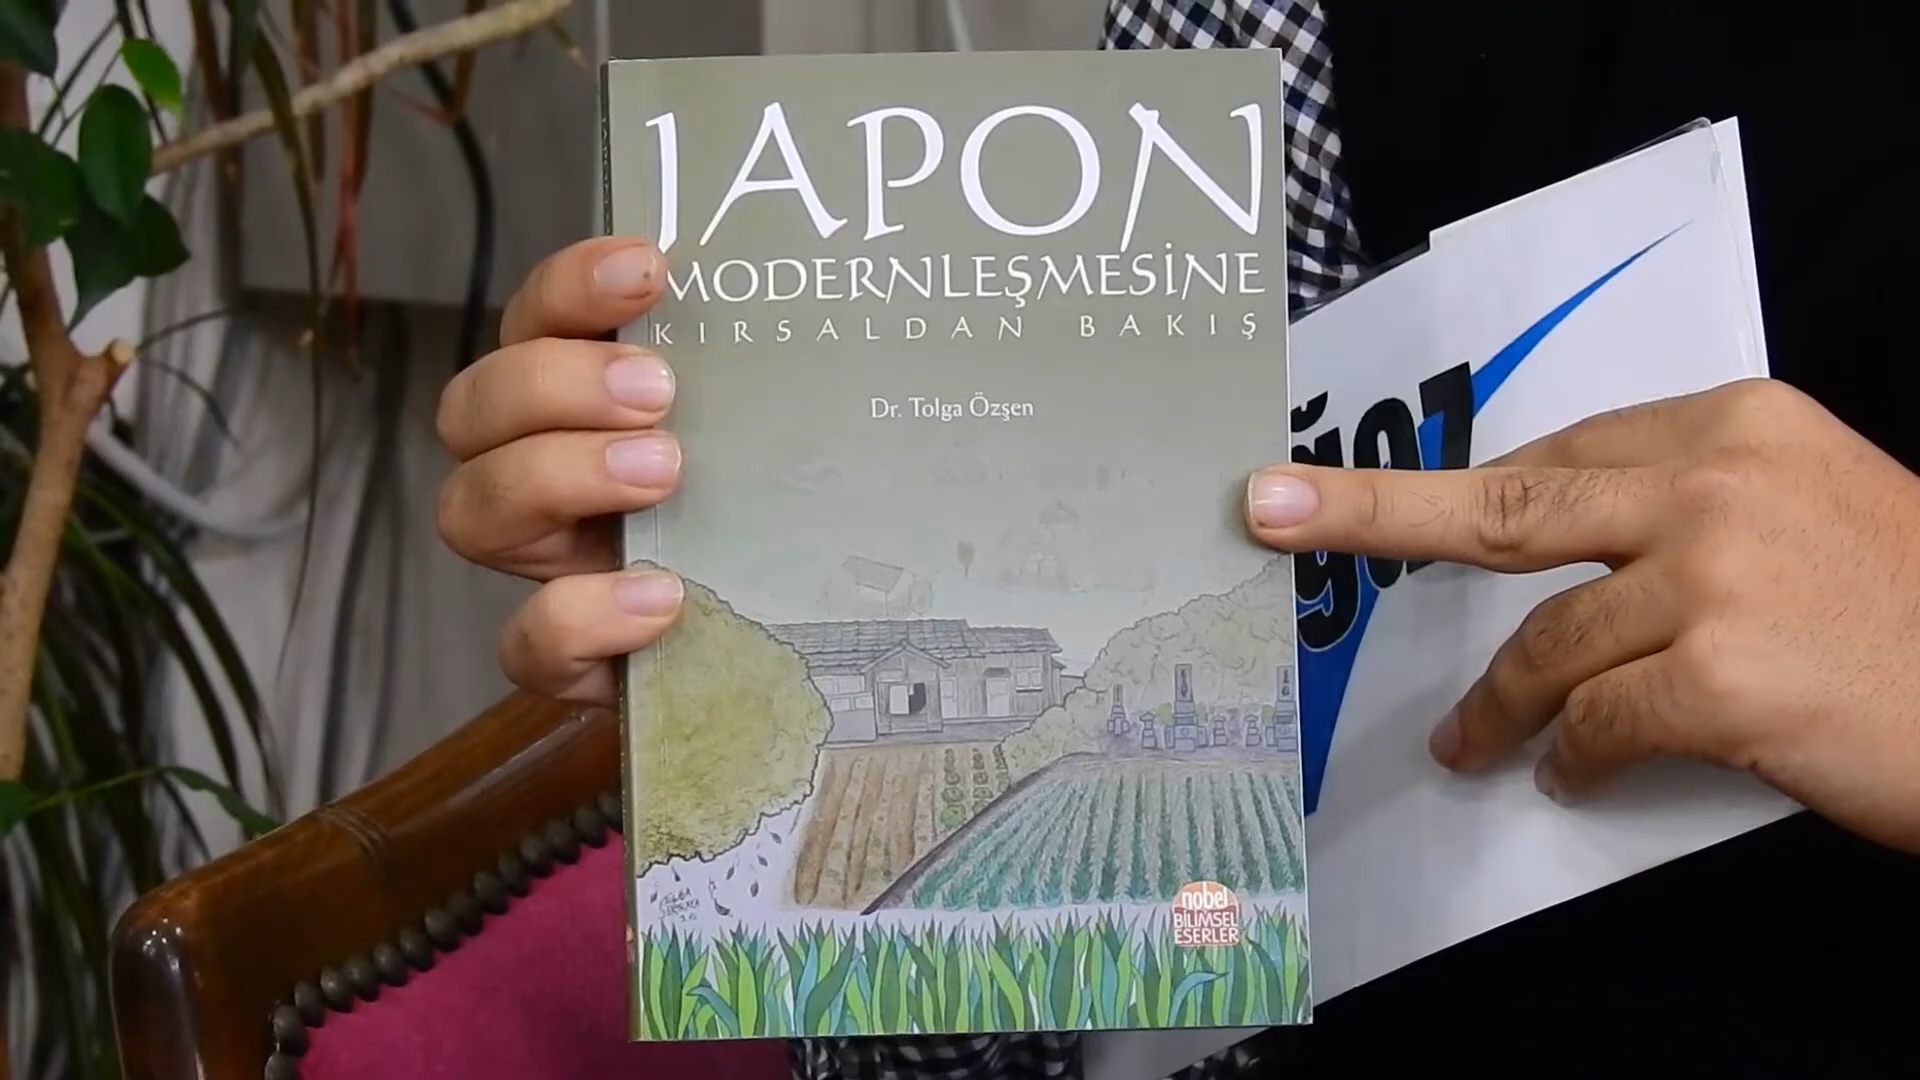 JAPON
MODERNLEŞMESİNE
KIRSALDAN BAKIŞ
Dr. Tolga Özşen
nobel
BİLİMSEL
ESERLER